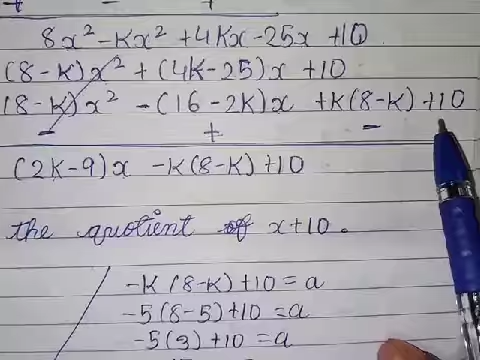 8x² - Kx² + 4Kx - 25x + 10
(8 - K)x² + (4K - 25)x + 10
(8 - K)x² - (16 - 2K)x + K(8 - K) + 10
- + -
(2K - 9)x - K(8 - K) + 10
the quotient of x + 10.
-K (8 - K) + 10 = a
-5(8 - 5) + 10 = a
-5(3) + 10 = a